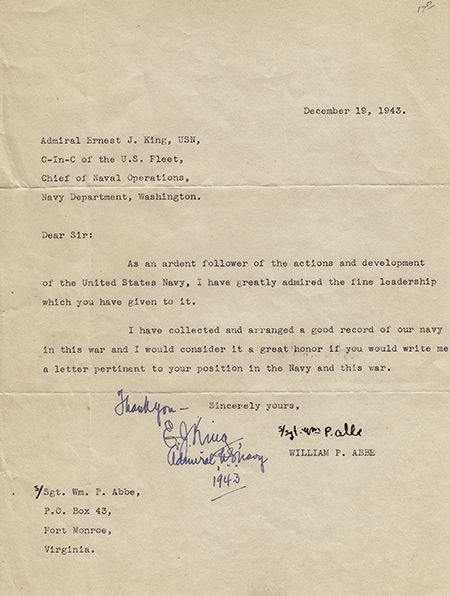 December 19, 1943.
Admiral Ernest J. King, USN,
C-In-C of the U.S. Fleet,
Chief of Naval Operations,
Navy Department, Washington.
Dear Sir:
As an ardent follower of the actions and development
of the United States Navy, I have greatly admired the fine leadership
which you have given to it.
I have collected and arranged a good record of our navy
in this war and I would consider it a great honor if you would write me
a letter pertinent to your position in the Navy and this war.
Sincerely yours,
Thank you —
E. J. King
Admiral US Navy
1943
S/Sgt. Wm P. Abbe
WILLIAM P. ABBE
S/Sgt. Wm. P. Abbe,
P.O. Box 43,
Fort Monroe,
Virginia.